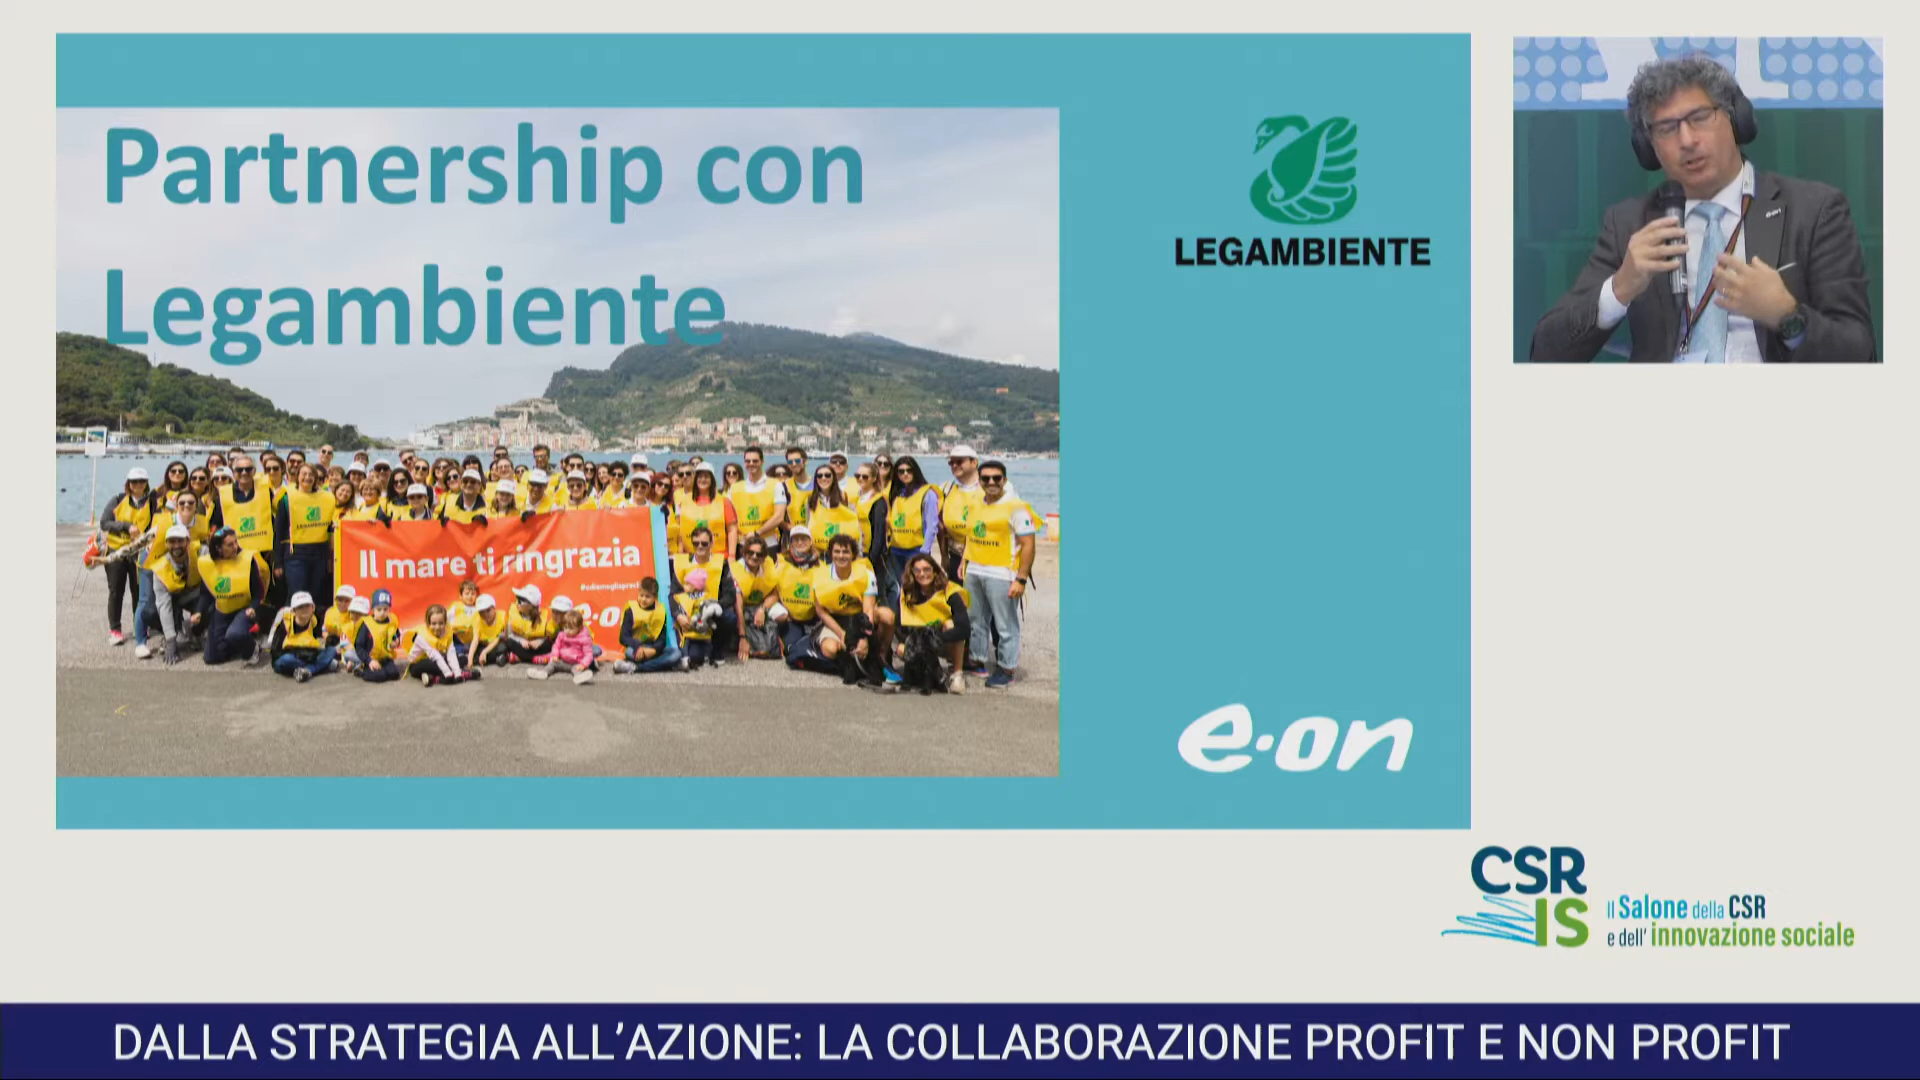 Partnership con
Legambiente
LEGAMBIENTE
Il mare ti ringrazia
e·on
CSR
IS
Il Salone della CSR
e dell' innovazione sociale
DALLA STRATEGIA ALL'AZIONE: LA COLLABORAZIONE PROFIT E NON PROFIT